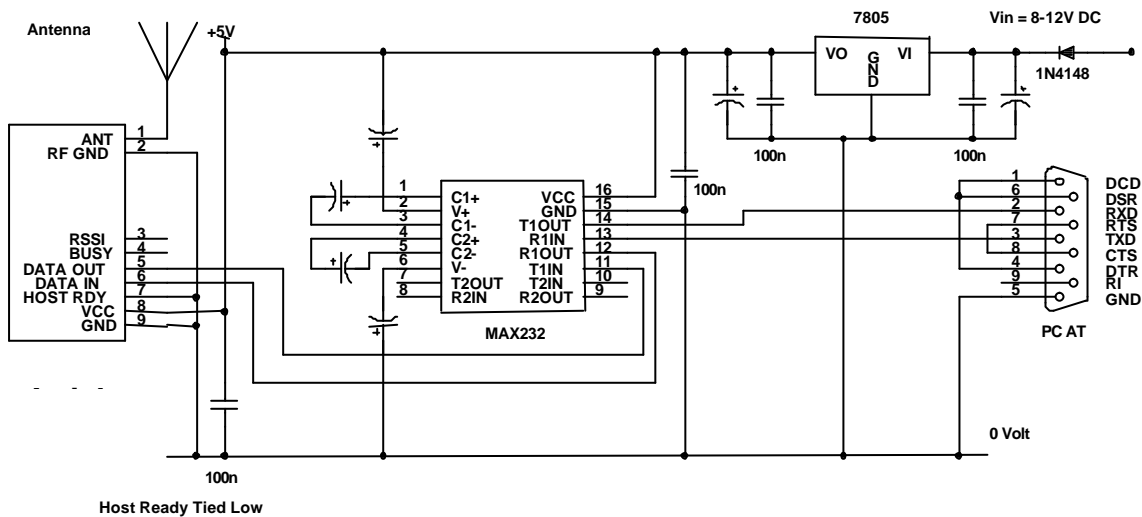 Antenna
+5V
7805
Vin = 8-12V DC
VO
GND
VI
1N4148
+
+
100n
100n
1
ANT
2
RF GND
3
RSSI
4
BUSY
5
DATA OUT
6
DATA IN
7
HOST RDY
8
VCC
9
GND
- - -
+
+
+
+
1
C1+
2
V+
3
C1-
4
C2+
5
C2-
6
V-
7
T2OUT
8
R2IN
VCC
16
GND
15
T1OUT
14
R1IN
13
R1OUT
12
T1IN
11
T2IN
10
R2OUT
9
MAX232
100n
1
DCD
6
DSR
2
RXD
7
RTS
3
TXD
8
CTS
4
DTR
9
RI
5
GND
PC AT
0 Volt
100n
Host Ready Tied Low